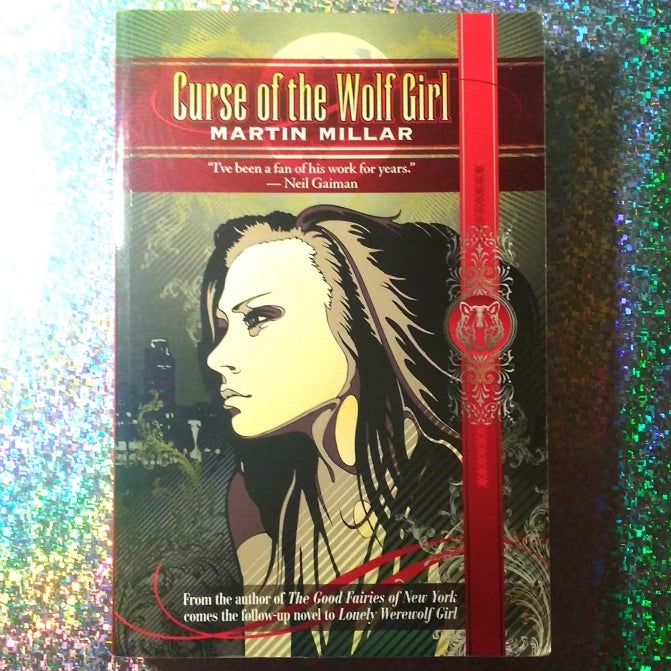 Curse of the Wolf Girl
MARTIN MILLAR
“I’ve been a fan of his work for years.”
— Neil Gaiman
From the author of The Good Fairies of New York
comes the follow-up novel to Lonely Werewolf Girl